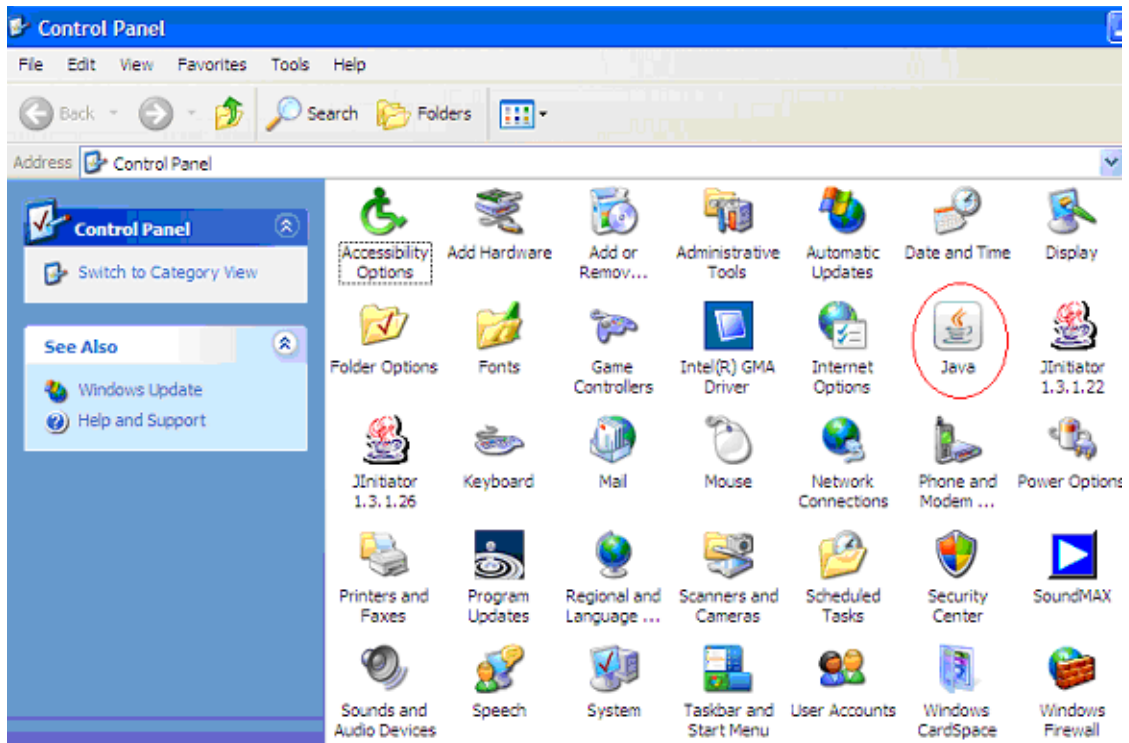 Control Panel
File Edit View Favorites Tools Help
Back Search Folders
Address Control Panel
Control Panel
Switch to Category View
See Also
Windows Update
Help and Support
Accessibility Options
Add Hardware
Add or Remov...
Administrative Tools
Automatic Updates
Date and Time
Display
Folder Options
Fonts
Game Controllers
Intel(R) GMA Driver
Internet Options
Java
JInitiator 1.3.1.22
JInitiator 1.3.1.26
Keyboard
Mail
Mouse
Network Connections
Phone and Modem ...
Power Options
Printers and Faxes
Program Updates
Regional and Language ...
Scanners and Cameras
Scheduled Tasks
Security Center
SoundMAX
Sounds and Audio Devices
Speech
System
Taskbar and Start Menu
User Accounts
Windows CardSpace
Windows Firewall